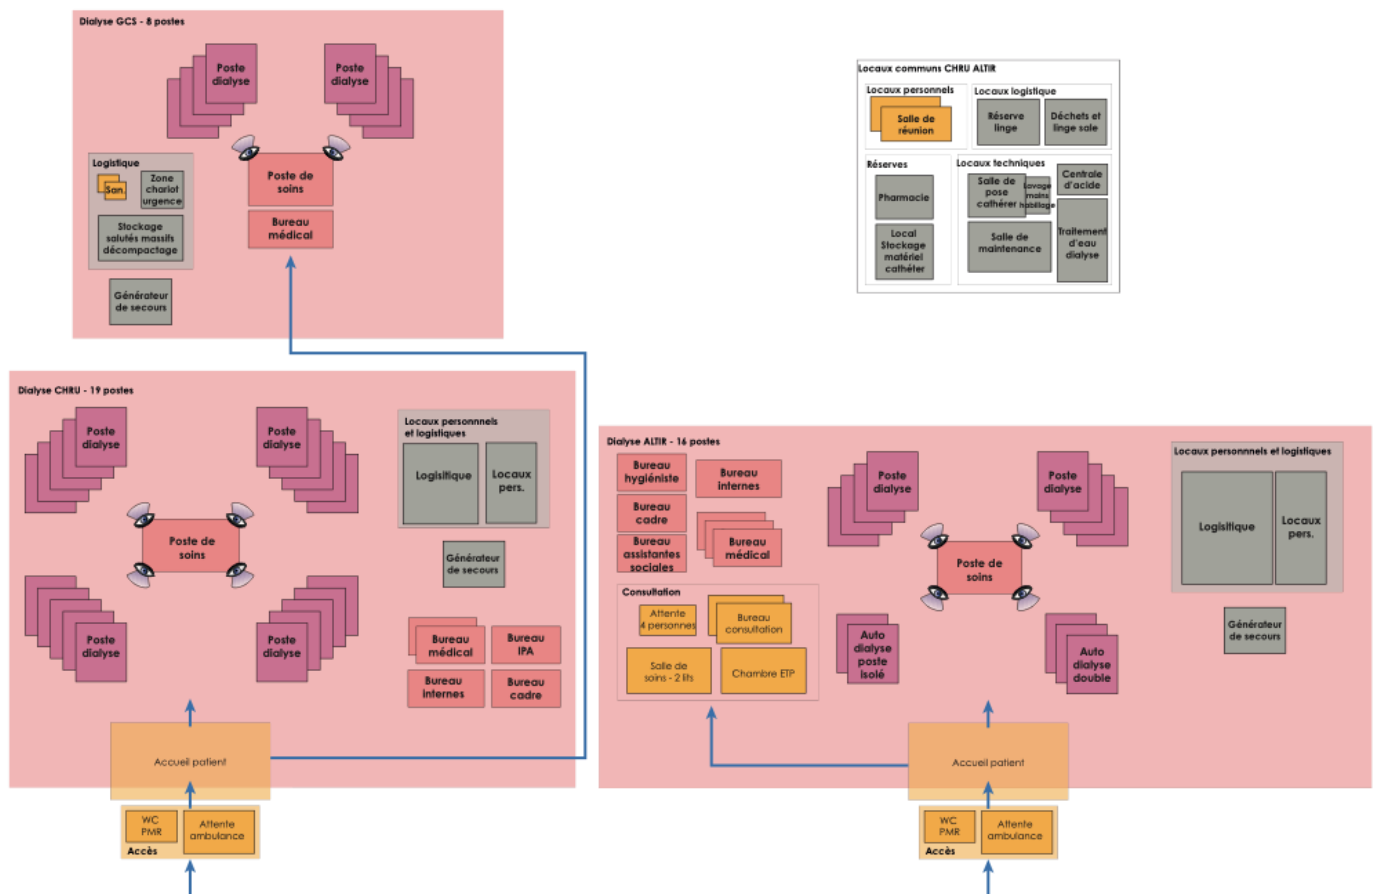 Dialyse GCS - 8 postes
Poste
dialyse
Poste
dialyse
Logistique
San.
Zone
chariot
urgence
Stockage
salutés massifs
décompactage
Poste de
soins
Bureau
médical
Générateur
de secours
Locaux communs CHRU ALTIR
Locaux personnels
Salle de
réunion
Locaux logistique
Réserve
linge
Déchets et
linge sale
Réserves
Pharmacie
Local
Stockage
matériel
cathéter
Locaux techniques
Salle de
pose
cathérer
Lavage
mains
habillage
Centrale
d'acide
Salle de
maintenance
Traitement
d'eau
dialyse
Dialyse CHRU - 19 postes
Poste
dialyse
Poste
dialyse
Poste de
soins
Poste
dialyse
Poste
dialyse
Locaux personnnels
et logistiques
Logisitique
Locaux
pers.
Générateur
de secours
Bureau
médical
Bureau
IPA
Bureau
internes
Bureau
cadre
Accueil patient
WC
PMR
Attente
ambulance
Accès
Dialyse ALTIR - 16 postes
Bureau
hygiéniste
Bureau
internes
Bureau
cadre
Bureau
assistantes
sociales
Bureau
médical
Consultation
Attente
4 personnes
Bureau
consultation
Salle de
soins - 2 lits
Chambre ETP
Poste
dialyse
Poste
dialyse
Poste de
soins
Auto
dialyse
poste
isolé
Auto
dialyse
double
Locaux personnnels et logistiques
Logisitique
Locaux
pers.
Générateur
de secours
Accueil patient
WC
PMR
Attente
ambulance
Accès